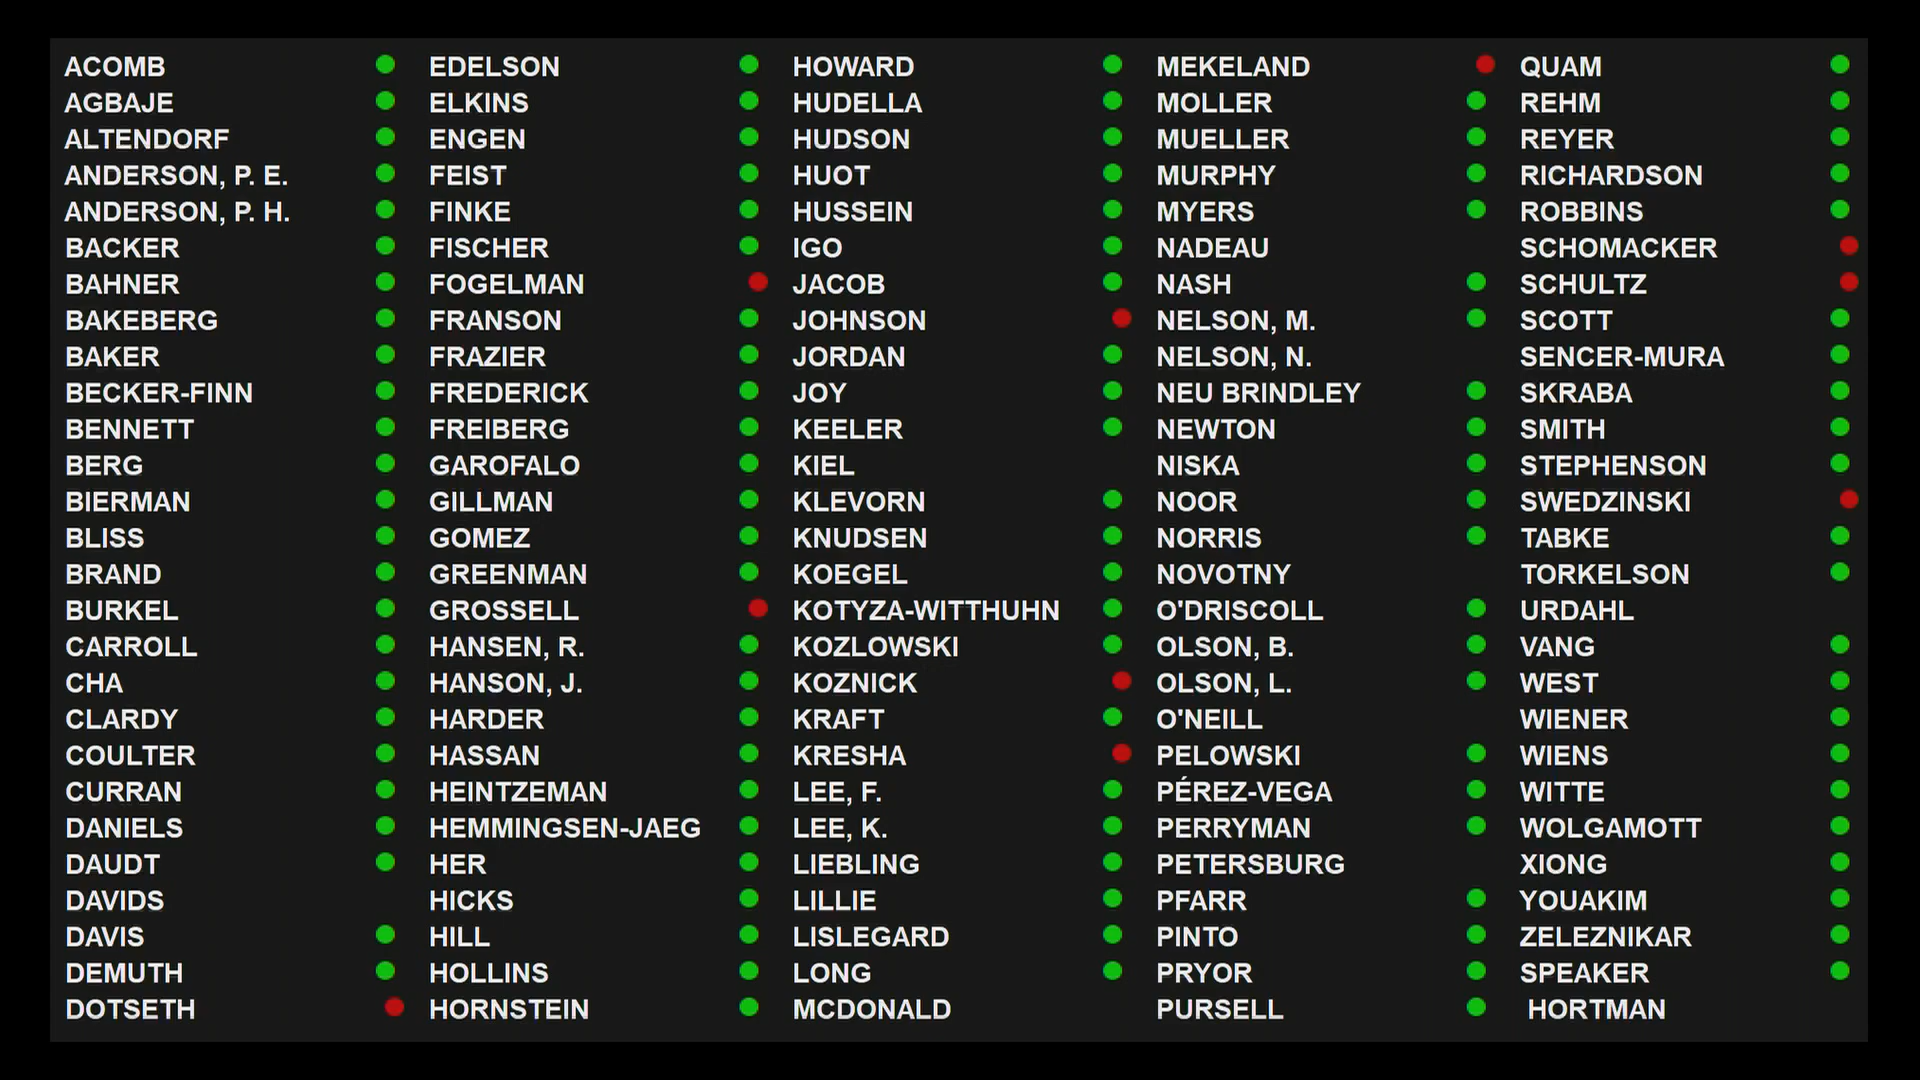 ACOMB
AGBAJE
ALTENDORF
ANDERSON, P. E.
ANDERSON, P. H.
BACKER
BAHNER
BAKEBERG
BAKER
BECKER-FINN
BENNETT
BERG
BIERMAN
BLISS
BRAND
BURKEL
CARROLL
CHA
CLARDY
COULTER
CURRAN
DANIELS
DAUDT
DAVIDS
DAVIS
DEMUTH
DOTSETH
EDELSON
ELKINS
ENGEN
FEIST
FINKE
FISCHER
FOGELMAN
FRANSON
FRAZIER
FREDERICK
FREIBERG
GAROFALO
GILLMAN
GOMEZ
GREENMAN
GROSSELL
HANSEN, R.
HANSON, J.
HARDER
HASSAN
HEINTZEMAN
HEMMINGSEN-JAEG
HER
HICKS
HILL
HOLLINS
HORNSTEIN
HOWARD
HUDELLA
HUDSON
HUOT
HUSSEIN
IGO
JACOB
JOHNSON
JORDAN
JOY
KEELER
KIEL
KLEVORN
KNUDSEN
KOEGEL
KOTYZA-WITTHUHN
KOZLOWSKI
KOZNICK
KRAFT
KRESHA
LEE, F.
LEE, K.
LIEBLING
LILLIE
LISLEGARD
LONG
MCDONALD
MEKELAND
MOLLER
MUELLER
MURPHY
MYERS
NADEAU
NASH
NELSON, M.
NELSON, N.
NEU BRINDLEY
NEWTON
NISKA
NOOR
NORRIS
NOVOTNY
O'DRISCOLL
OLSON, B.
OLSON, L.
O'NEILL
PELOWSKI
PÉREZ-VEGA
PERRYMAN
PETERSBURG
PFARR
PINTO
PRYOR
PURSELL
QUAM
REHM
REYER
RICHARDSON
ROBBINS
SCHOMACKER
SCHULTZ
SCOTT
SENCER-MURA
SKRABA
SMITH
STEPHENSON
SWEDZINSKI
TABKE
TORKELSON
URDAHL
VANG
WEST
WIENER
WIENS
WITTE
WOLGAMOTT
XIONG
YOUAKIM
ZELEZNIKAR
SPEAKER
HORTMAN